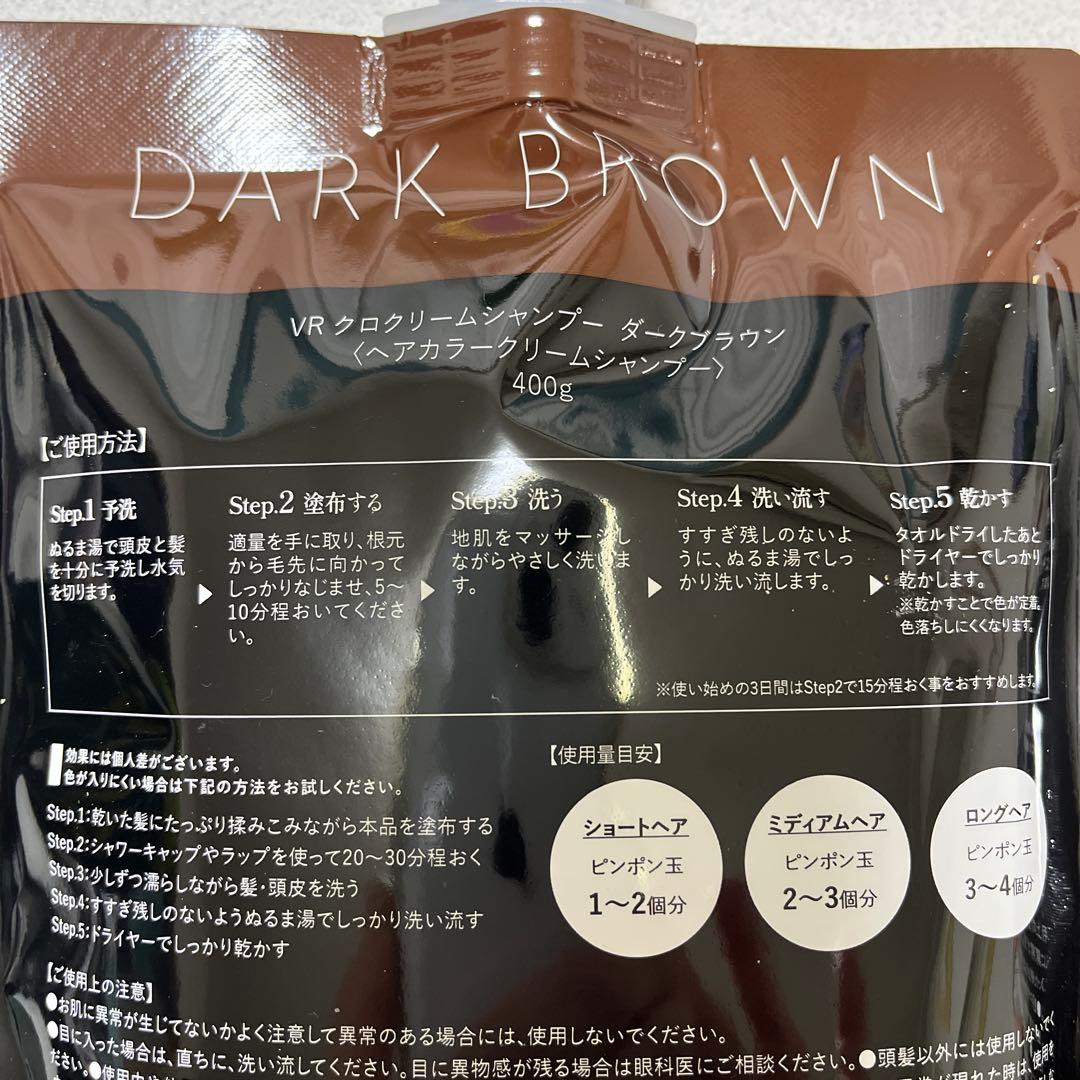 DARK BROWN
VR クロクリームシャンプー ダークブラウン
〈ヘアカラークリームシャンプー〉
400g
【ご使用方法】
Step.1 予洗
ぬるま湯で頭皮と髪
を十分に予洗し水気
を切ります。
Step.2 塗布する
適量を手に取り、根元
から毛先に向かって
しっかりなじませ、5〜
10分程おいてくださ
い。
Step.3 洗う
地肌をマッサージし
ながらやさしく洗いま
す。
Step.4 洗い流す
すすぎ残しのないよ
うに、ぬるま湯でしっ
かり洗い流します。
Step.5 乾かす
タオルドライしたあと
ドライヤーでしっかり
乾かします。
※乾かすことで色が定着。
色落ちしにくくなります。
※使い始めの3日間はStep2で15分程おく事をおすすめします。
効果には個人差がございます。
色が入りにくい場合は下記の方法をお試しください。
Step.1:乾いた髪にたっぷり揉みこみながら本品を塗布する
Step.2:シャワーキャップやラップを使って20〜30分程おく
Step.3:少しずつ濡らしながら髪・頭皮を洗う
Step.4:すすぎ残しのないようぬるま湯でしっかり洗い流す
Step.5:ドライヤーでしっかり乾かす
【使用量目安】
ショートヘア
ピンポン玉
1〜2個分
ミディアムヘア
ピンポン玉
2〜3個分
ロングヘア
ピンポン玉
3〜4個分
【ご使用上の注意】
●お肌に異常が生じてないかよく注意して異常のある場合には、使用しないでください。
●目に入った場合は、直ちに、洗い流してください。目に異物感が残る場合は眼科医にご相談ください。●頭髪以外には使用しないでく
ださい。●使用中や
が現れた時は、使用を